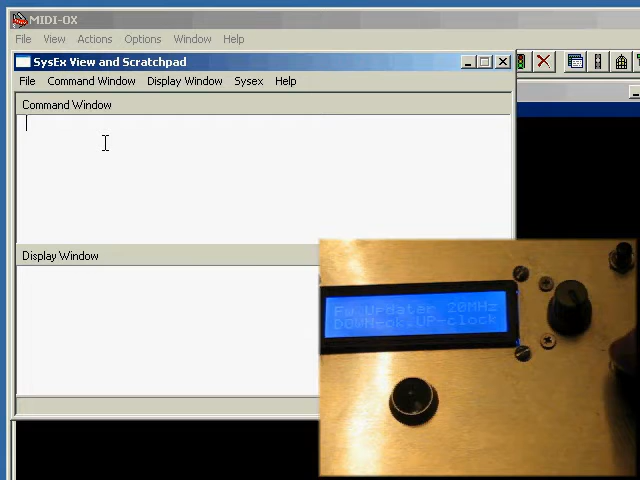 MIDI-OX
File View Actions Options Window Help
SysEx View and Scratchpad
File Command Window Display Window Sysex Help
Command Window
Display Window
Fw.Updater 20MHz
DOWN-ok.UP-clock